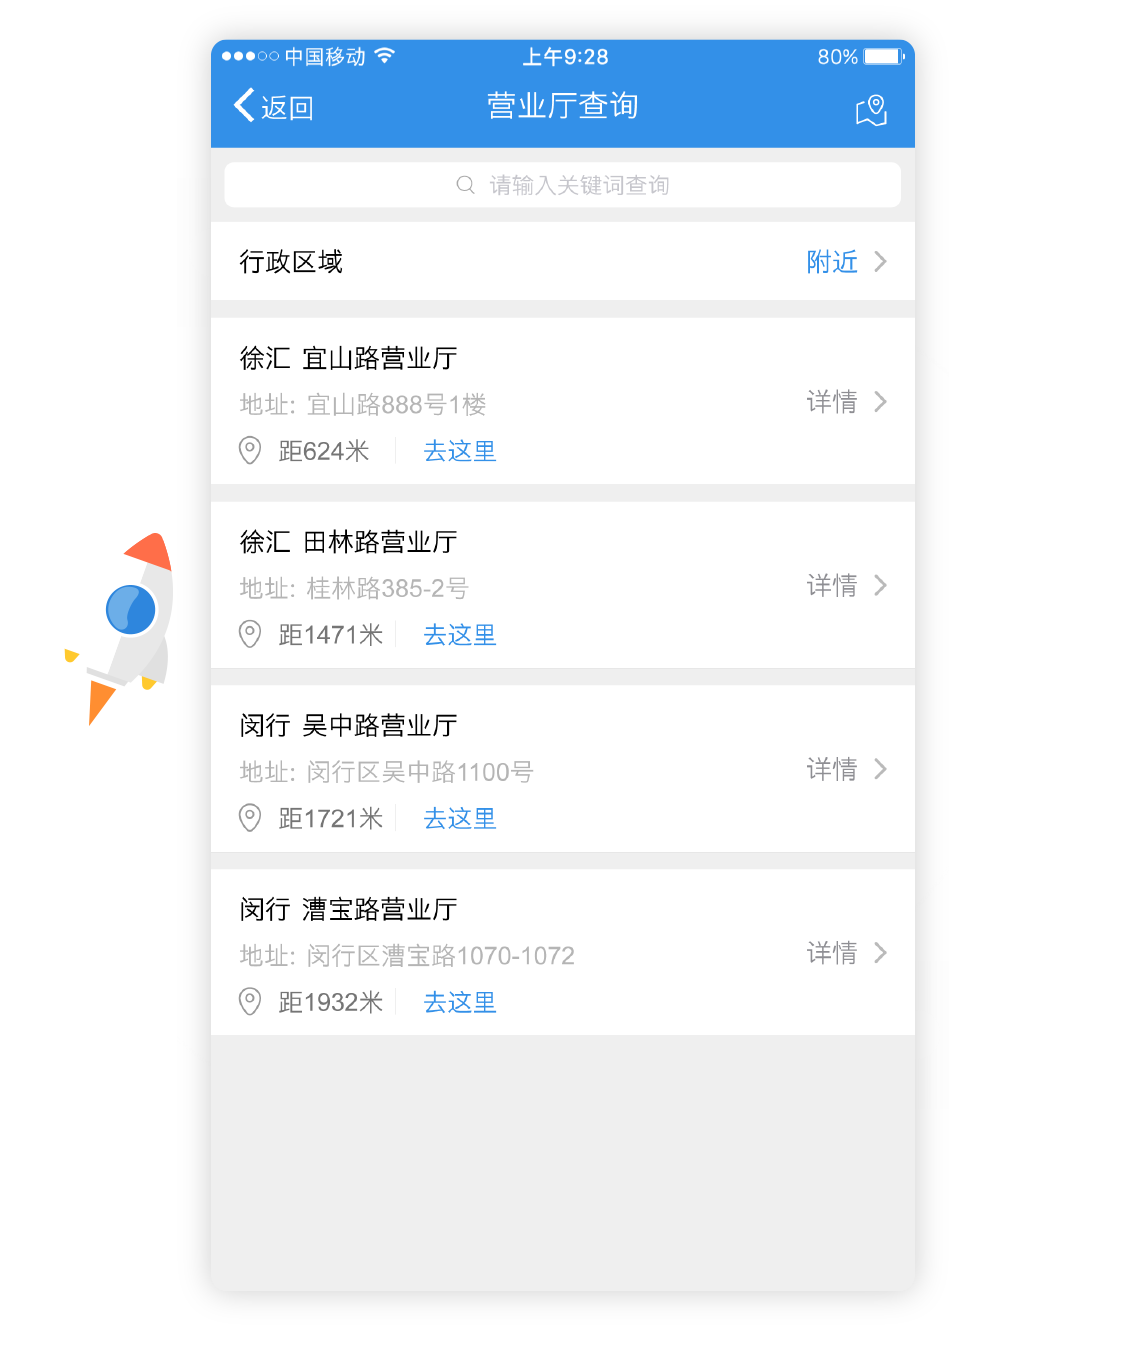 中国移动 上午9:28 80%
返回 营业厅查询
请输入关键词查询
行政区域 附近
徐汇 宜山路营业厅
地址: 宜山路888号1楼
详情
距624米 去这里
徐汇 田林路营业厅
地址: 桂林路385-2号
详情
距1471米 去这里
闵行 吴中路营业厅
地址: 闵行区吴中路1100号
详情
距1721米 去这里
闵行 漕宝路营业厅
地址: 闵行区漕宝路1070-1072
详情
距1932米 去这里